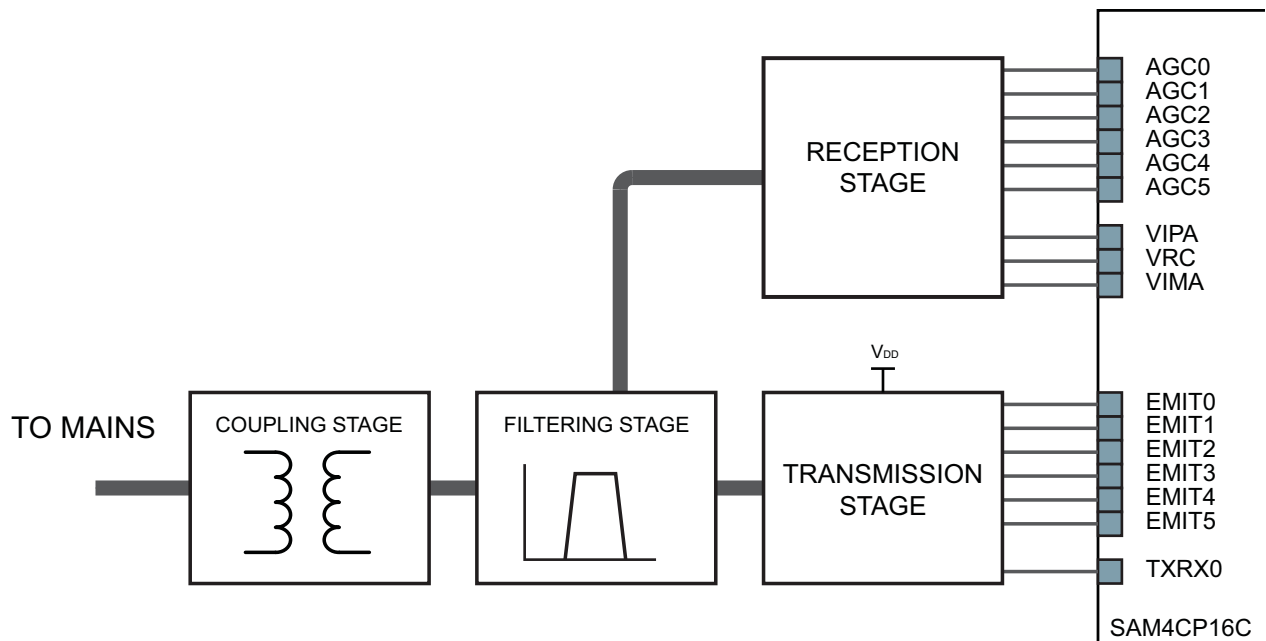 AGC0
AGC1
AGC2
AGC3
AGC4
AGC5
RECEPTION
STAGE
VIPA
VRC
VIMA
VDD
TO MAINS
COUPLING STAGE
FILTERING STAGE
TRANSMISSION
STAGE
EMIT0
EMIT1
EMIT2
EMIT3
EMIT4
EMIT5
TXRX0
SAM4CP16C